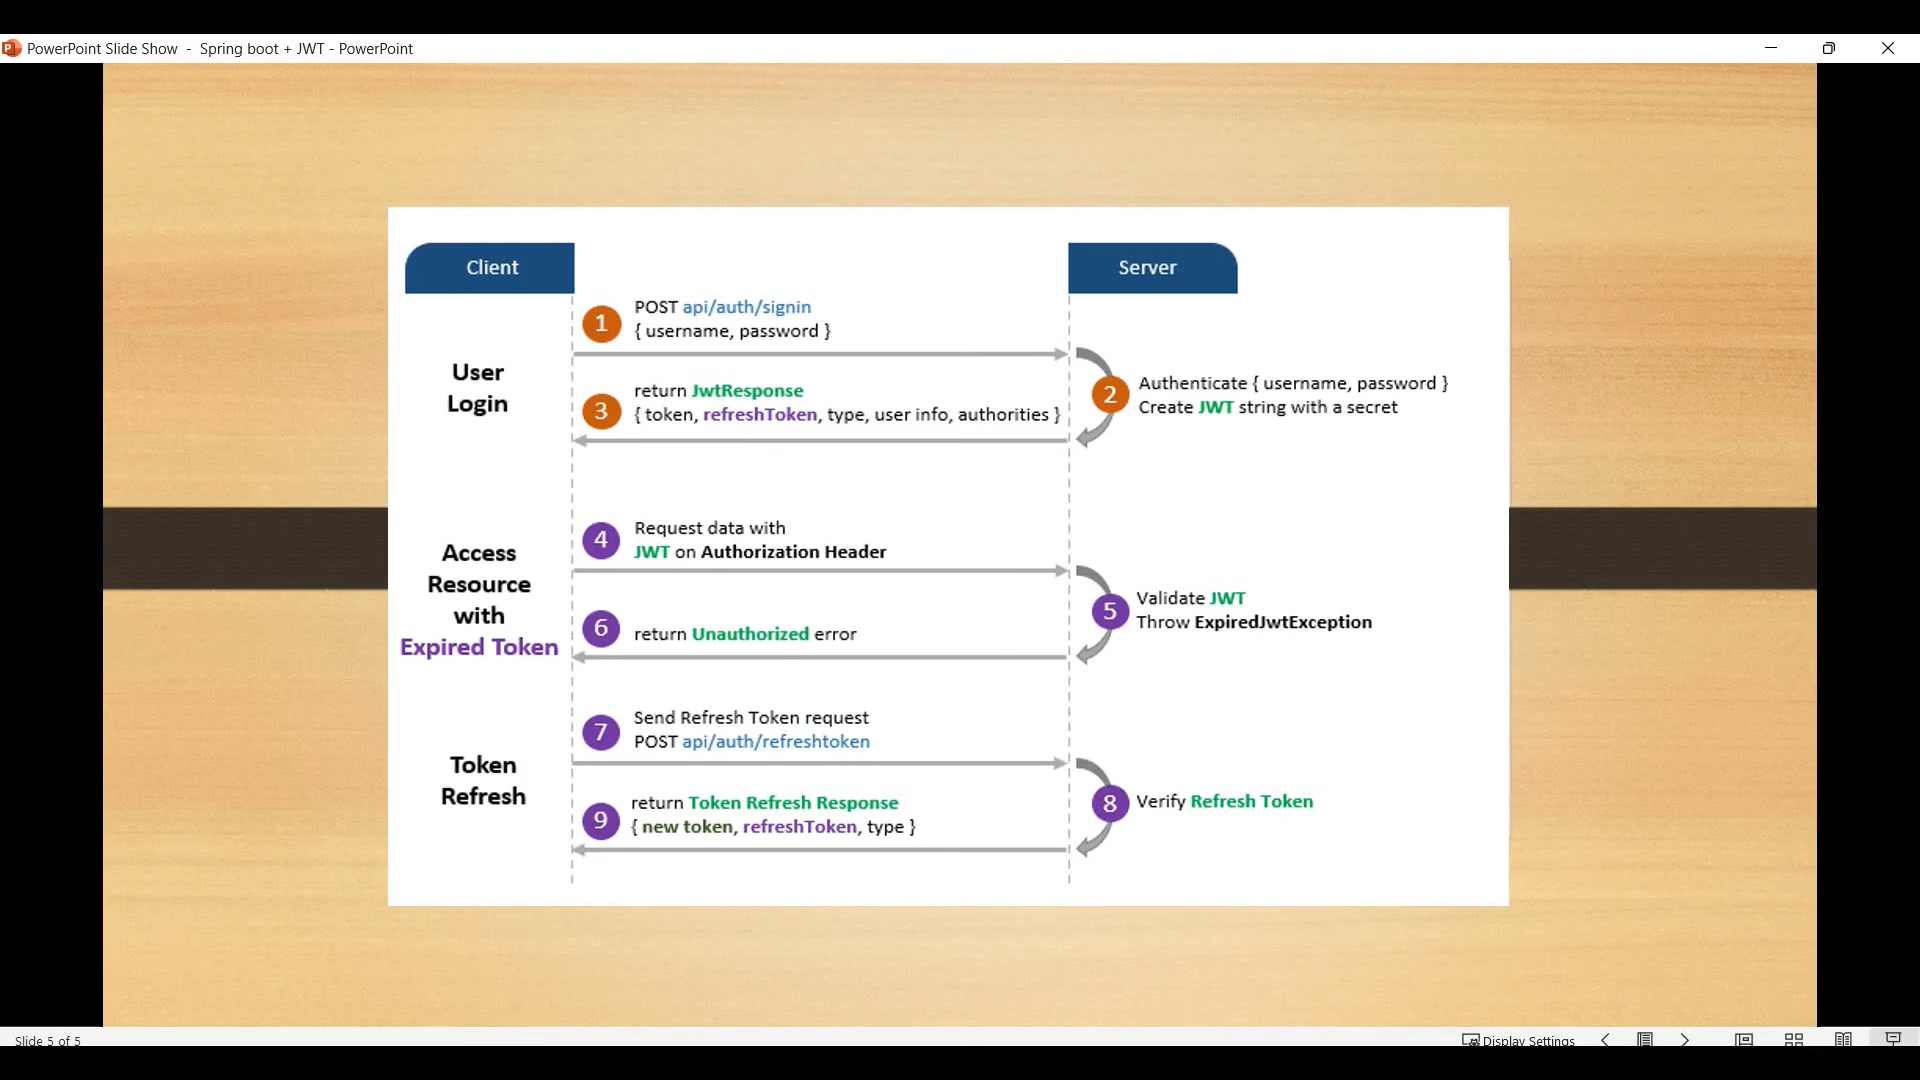 PowerPoint Slide Show - Spring boot + JWT - PowerPoint
Client
Server
1
POST api/auth/signin
{ username, password }
User
Login
2
Authenticate { username, password }
Create JWT string with a secret
3
return JwtResponse
{ token, refreshToken, type, user info, authorities }
Access
Resource
with
Expired Token
4
Request data with
JWT on Authorization Header
5
Validate JWT
Throw ExpiredJwtException
6
return Unauthorized error
Token
Refresh
7
Send Refresh Token request
POST api/auth/refreshtoken
8
Verify Refresh Token
9
return Token Refresh Response
{ new token, refreshToken, type }
Slide 5 of 5
Display Settings